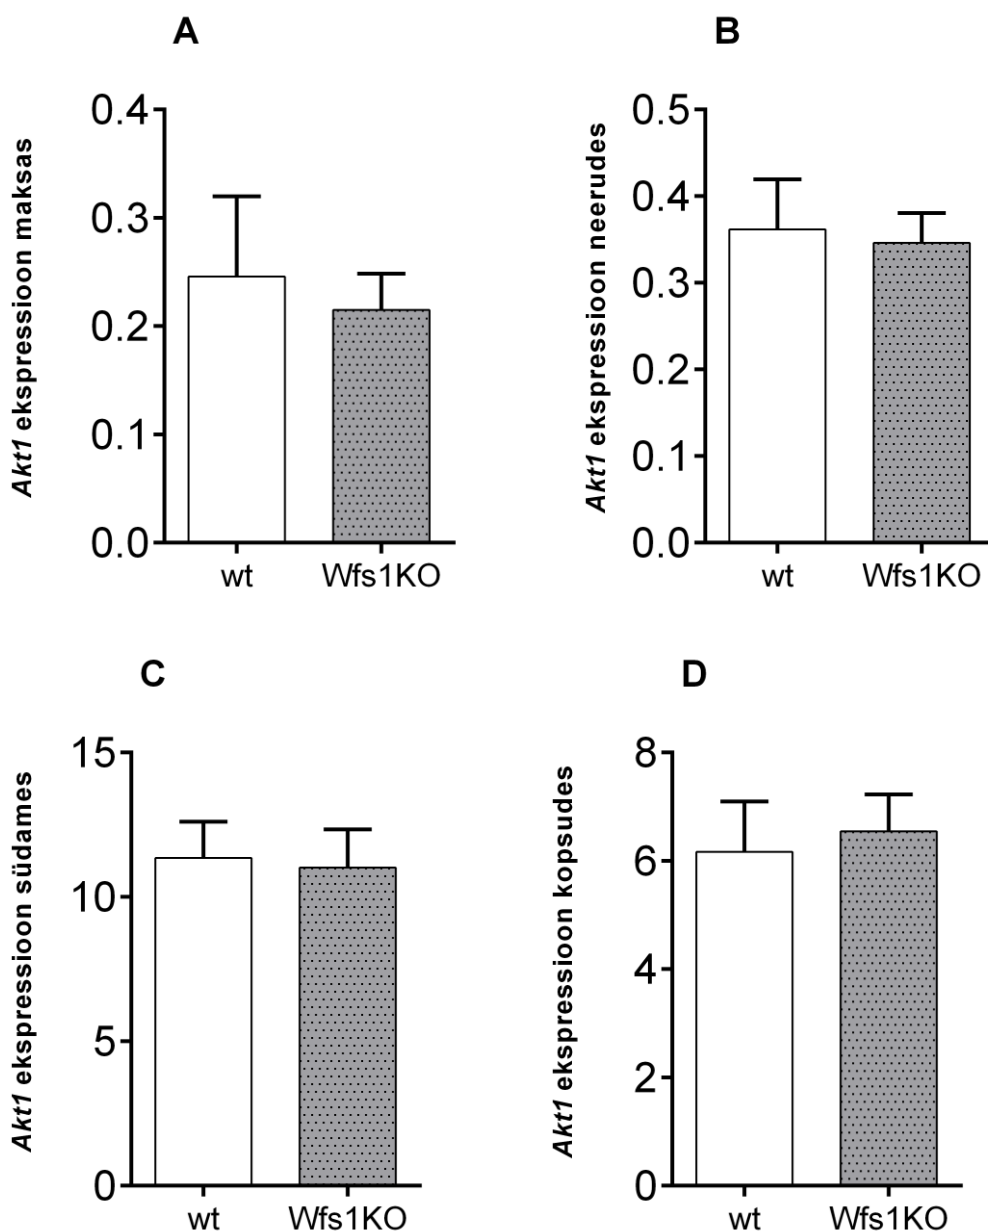 A
Akt1 ekspressioon maksas
0.4
0.3
0.2
0.1
0.0
wt Wfs1KO
B
Akt1 ekspressioon neerudes
0.5
0.4
0.3
0.2
0.1
0.0
wt Wfs1KO
C
Akt1 ekspressioon südames
15
10
5
0
wt Wfs1KO
D
Akt1 ekspressioon kopsudes
8
6
4
2
0
wt Wfs1KO